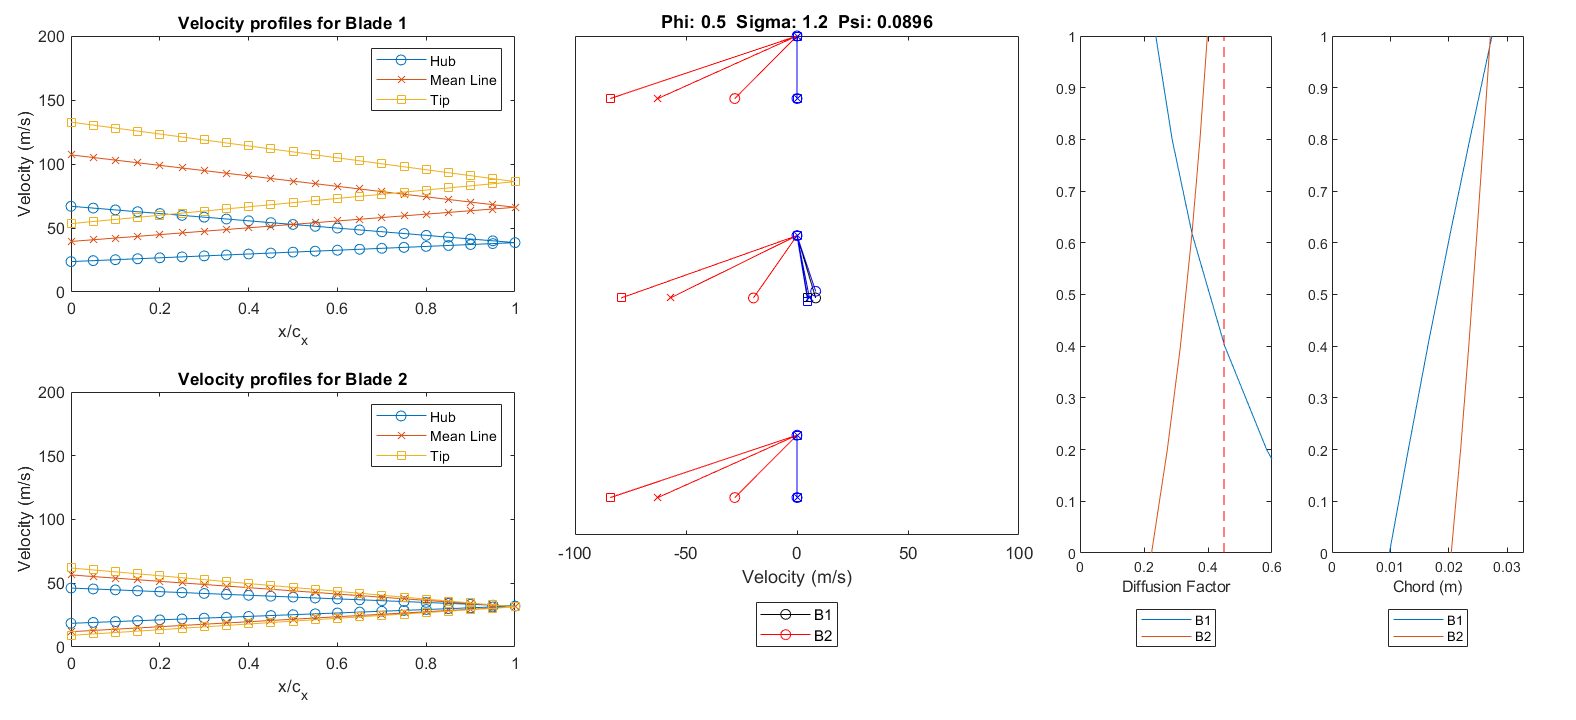 Velocity profiles for Blade 1
200
150
100
50
0
Velocity (m/s)
Hub
Mean Line
Tip
0
0.2
0.4
0.6
0.8
1
x/cx
Velocity profiles for Blade 2
200
150
100
50
0
Velocity (m/s)
Hub
Mean Line
Tip
0
0.2
0.4
0.6
0.8
1
x/cx
Phi: 0.5 Sigma: 1.2 Psi: 0.0896
-100
-50
0
50
100
Velocity (m/s)
B1
B2
1
0.9
0.8
0.7
0.6
0.5
0.4
0.3
0.2
0.1
0
0
0.2
0.4
0.6
Diffusion Factor
B1
B2
1
0.9
0.8
0.7
0.6
0.5
0.4
0.3
0.2
0.1
0
0
0.01
0.02
0.03
Chord (m)
B1
B2